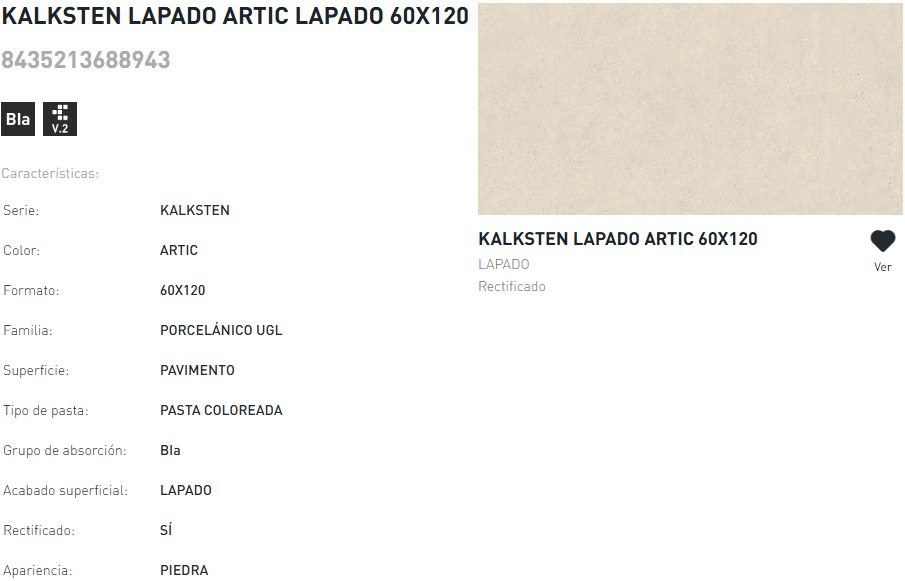 KALKSTEN LAPADO ARTIC LAPADO 60X120
8435213688943
BIa
V.2
Características:
Serie: KALKSTEN
Color: ARTIC
Formato: 60X120
Familia: PORCELÁNICO UGL
Superficie: PAVIMENTO
Tipo de pasta: PASTA COLOREADA
Grupo de absorción: BIa
Acabado superficial: LAPADO
Rectificado: SÍ
Apariencia: PIEDRA
KALKSTEN LAPADO ARTIC 60X120
LAPADO
Rectificado
Ver